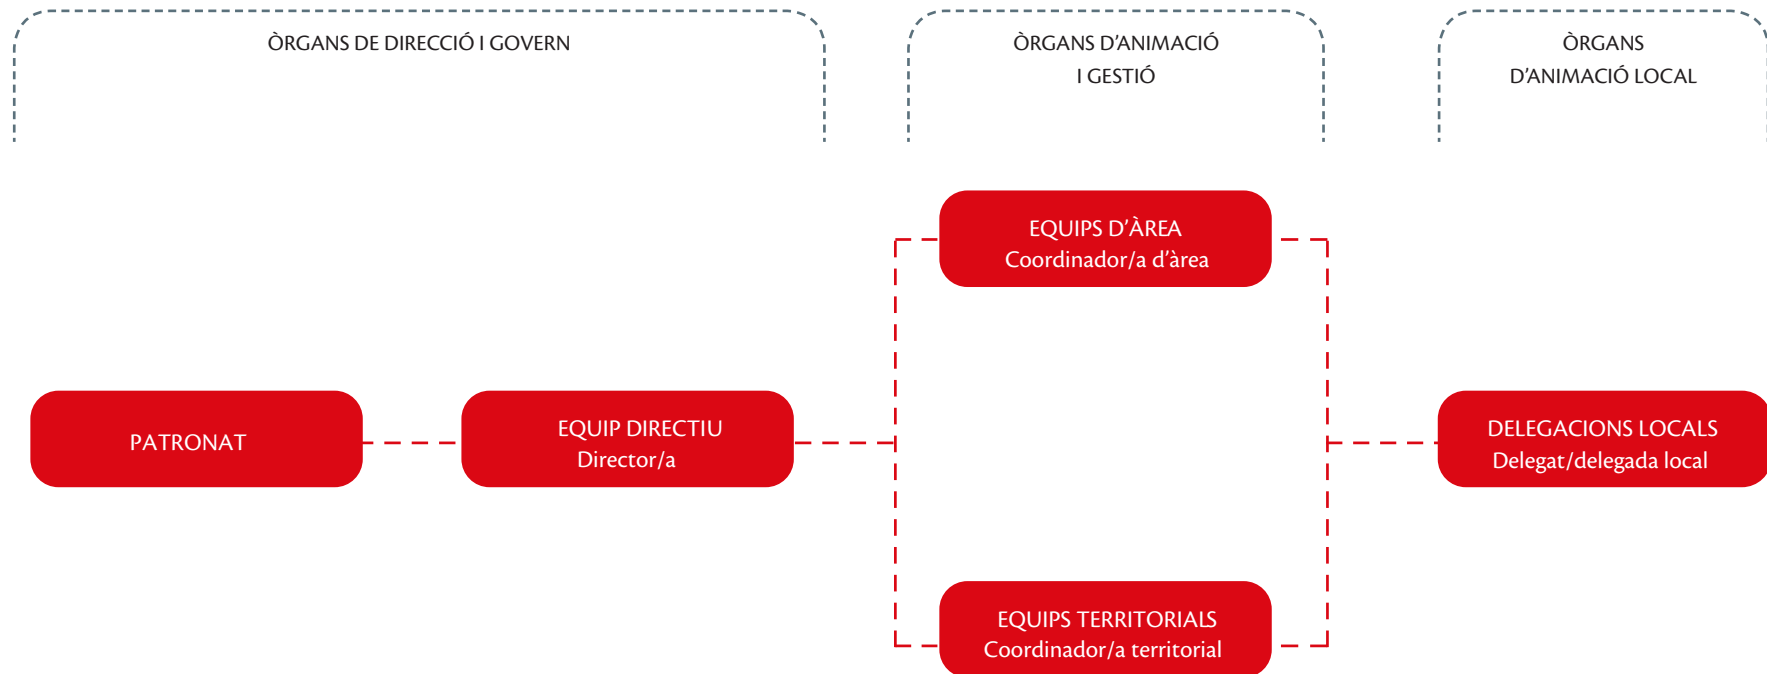 ÒRGANS DE DIRECCIÓ I GOVERN
ÒRGANS D'ANIMACIÓ
I GESTIÓ
ÒRGANS
D'ANIMACIÓ LOCAL
EQUIPS D'ÀREA
Coordinador/a d'àrea
PATRONAT
EQUIP DIRECTIU
Director/a
DELEGACIONS LOCALS
Delegat/delegada local
EQUIPS TERRITORIALS
Coordinador/a territorial